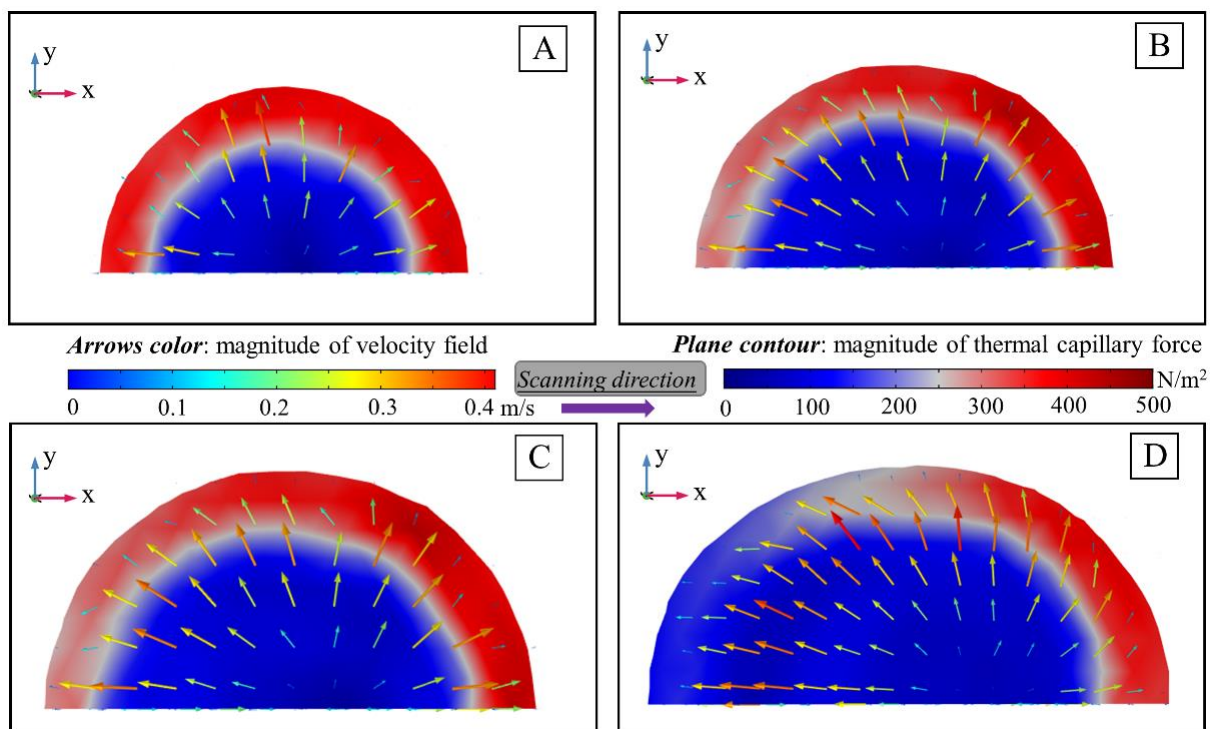 A
y
x
B
y
x
Arrows color: magnitude of velocity field
0 0.1 0.2 0.3 0.4 m/s
Scanning direction
Plane contour: magnitude of thermal capillary force
N/m²
0 100 200 300 400 500
C
y
x
D
y
x